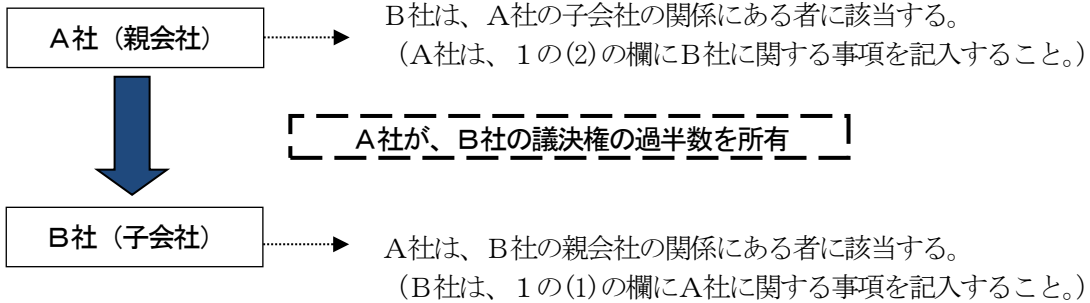 B社は、A社の子会社の関係にある者に該当する。
A社（親会社）
（A社は、１の(2)の欄にB社に関する事項を記入すること。）
A社が、B社の議決権の過半数を所有
B社（子会社）
A社は、B社の親会社の関係にある者に該当する。
（B社は、１の(1)の欄にA社に関する事項を記入すること。）